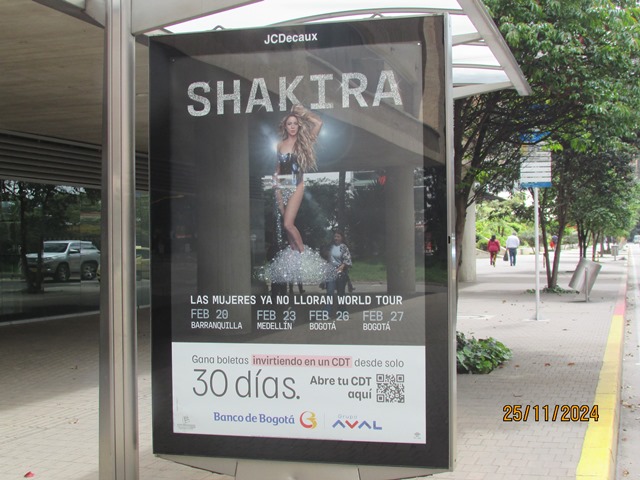 JCDecaux
SHAKIRA
LAS MUJERES YA NO LLORAN WORLD TOUR
FEB 20 FEB 23 FEB 26 FEB 27
BARRANQUILLA MEDELLÍN BOGOTÁ BOGOTÁ
Gana boletas invirtiendo en un CDT desde solo
30 días.
Abre tu CDT
aquí
Banco de Bogotá
Grupo
AVAL
25/11/2024